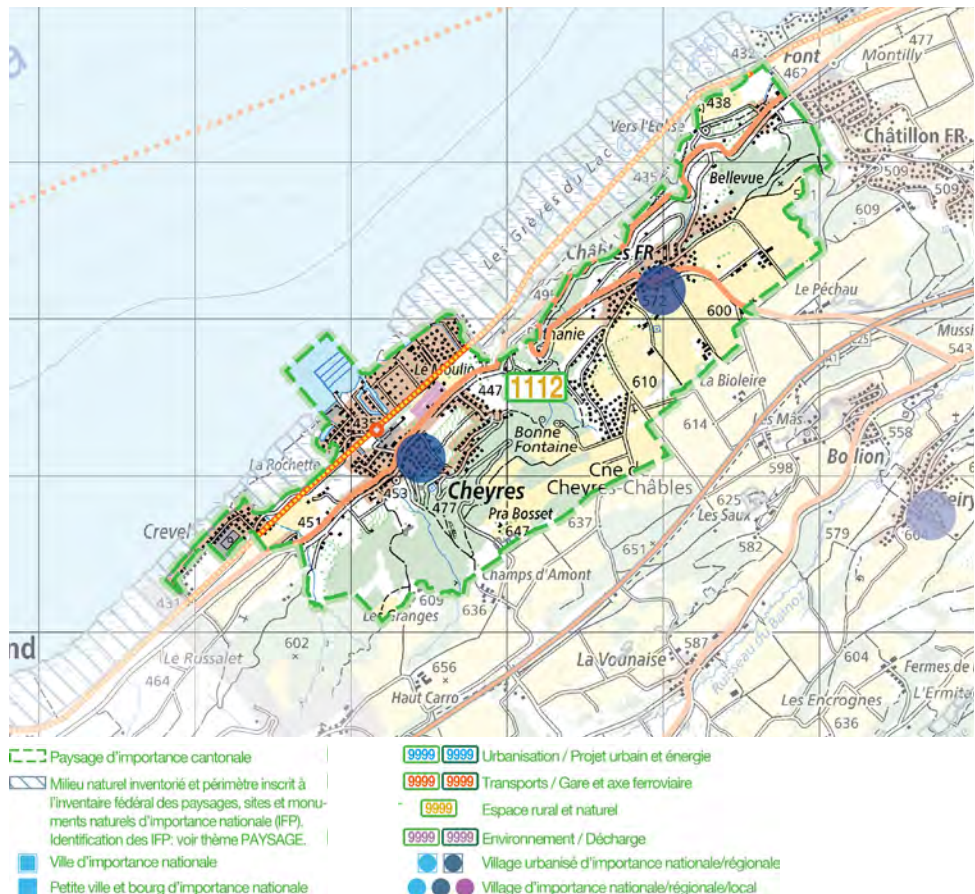 432
Font
477
462
Montilly
438
Vers l'Eglise
Châtillon FR
435
Bellevue
509
509
609
Les Grèves du Lac
Châbles FR
572
Le Péchau
600
Mussi
543
Le Moulin
447
1112
610
La Bioleire
614
Les Mas
558
Bonne
Fontaine
598
La Rochette
Cheyres
Cheyres-Châbles
453
477
Pra Bosset
625
Les Saux
579
Crevel
451
647
637
651
582
Champs d'Amont
609
636
Les Granges
nd
602
Le Russalet
464
656
Haut Carro
La Vounaise
587
604
Ruisseau du Bainoz
Les Encrognes
636
Fermes de
L'Ermita
Paysage d'importance cantonale
Milieu naturel inventorié et périmètre inscrit à
l'inventaire fédéral des paysages, sites et monu-
ments naturels d'importance nationale (IFP).
Identification des IFP: voir thème PAYSAGE.
Ville d'importance nationale
Petite ville et bourg d'importance nationale
9999 9999 Urbanisation / Projet urbain et énergie
9999 9999 Transports / Gare et axe ferroviaire
9999 Espace rural et naturel
9999 9999 Environnement / Décharge
Village urbanisé d'importance nationale/régionale
Village d'importance nationale/régionale/local